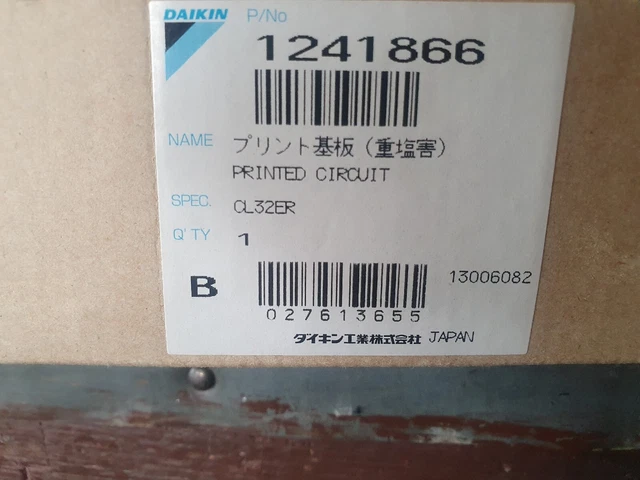 DAIKIN P/No
1241866
NAME プリント基板（重塩害）
PRINTED CIRCUIT
SPEC. CL32ER
Q'TY 1
B 13006082
027613655
ダイキン工業株式会社 JAPAN